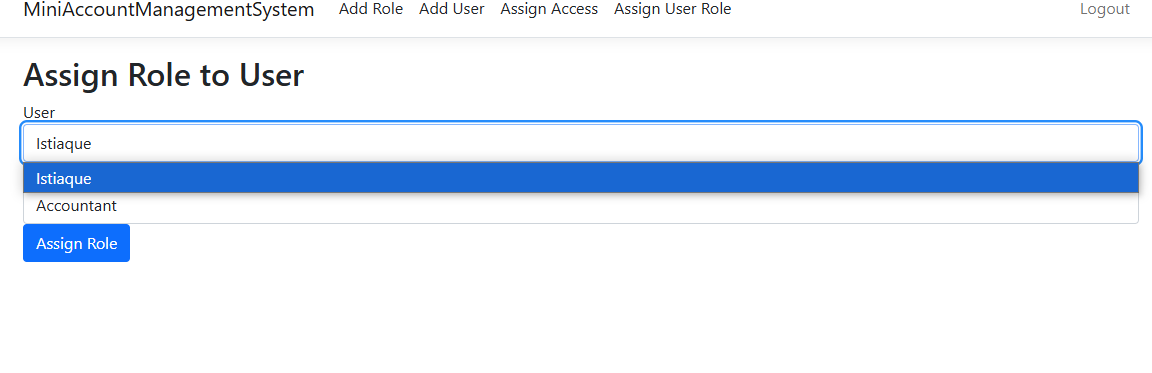 MiniAccountManagementSystem Add Role Add User Assign Access Assign User Role Logout
Assign Role to User
User
Istiaque
Istiaque
Accountant
Assign Role